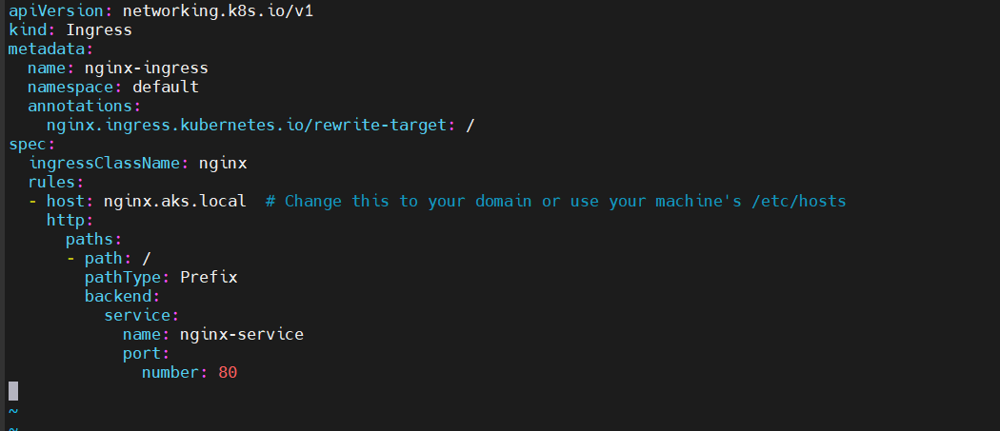 apiVersion: networking.k8s.io/v1
kind: Ingress
metadata:
  name: nginx-ingress
  namespace: default
  annotations:
    nginx.ingress.kubernetes.io/rewrite-target: /
spec:
  ingressClassName: nginx
  rules:
  - host: nginx.aks.local  # Change this to your domain or use your machine's /etc/hosts
    http:
      paths:
      - path: /
        pathType: Prefix
        backend:
          service:
            name: nginx-service
            port:
              number: 80
~
~